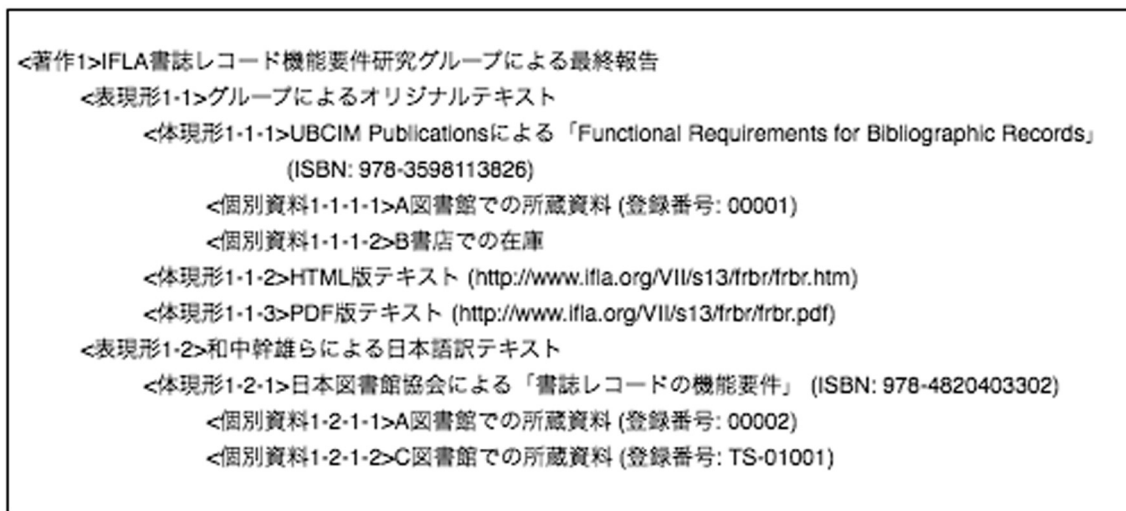 <著作1>IFLA書誌レコード機能要件研究グループによる最終報告
<表現形1-1>グループによるオリジナルテキスト
<体現形1-1-1>UBCIM Publicationsによる「Functional Requirements for Bibliographic Records」
(ISBN: 978-3598113826)
<個別資料1-1-1-1>A図書館での所蔵資料 (登録番号: 00001)
<個別資料1-1-1-2>B書店での在庫
<体現形1-1-2>HTML版テキスト (http://www.ifla.org/VII/s13/frbr/frbr.htm)
<体現形1-1-3>PDF版テキスト (http://www.ifla.org/VII/s13/frbr/frbr.pdf)
<表現形1-2>和中幹雄らによる日本語訳テキスト
<体現形1-2-1>日本図書館協会による「書誌レコードの機能要件」 (ISBN: 978-4820403302)
<個別資料1-2-1-1>A図書館での所蔵資料 (登録番号: 00002)
<個別資料1-2-1-2>C図書館での所蔵資料 (登録番号: TS-01001)